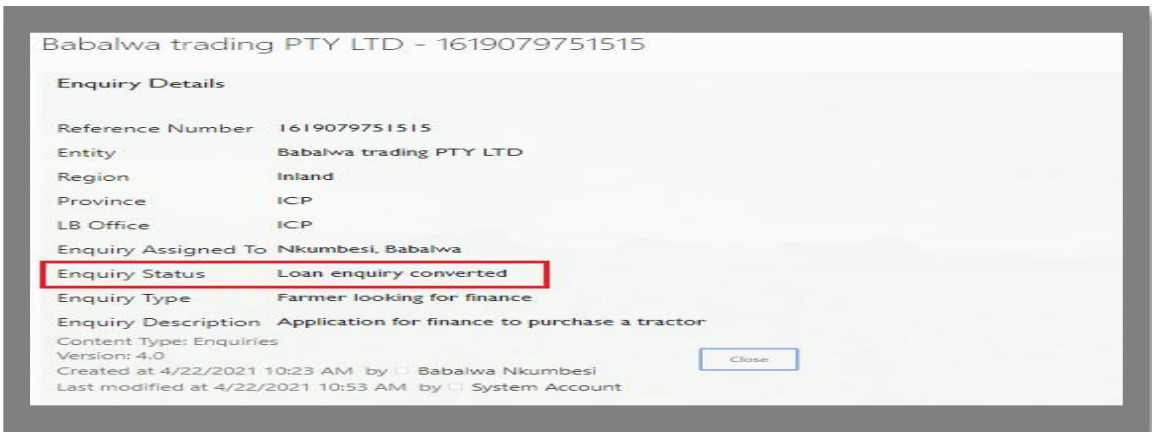 Babalwa trading PTY LTD - 1619079751515
Enquiry Details
Reference Number 1619079751515
Entity Babalwa trading PTY LTD
Region Inland
Province ICP
LB Office ICP
Enquiry Assigned To Nkumbesi, Babalwa
Enquiry Status Loan enquiry converted
Enquiry Type Farmer looking for finance
Enquiry Description Application for finance to purchase a tractor
Content Type: Enquiries
Version: 4.0
Created at 4/22/2021 10:23 AM by Babalwa Nkumbesi
Close
Last modified at 4/22/2021 10:53 AM by System Account